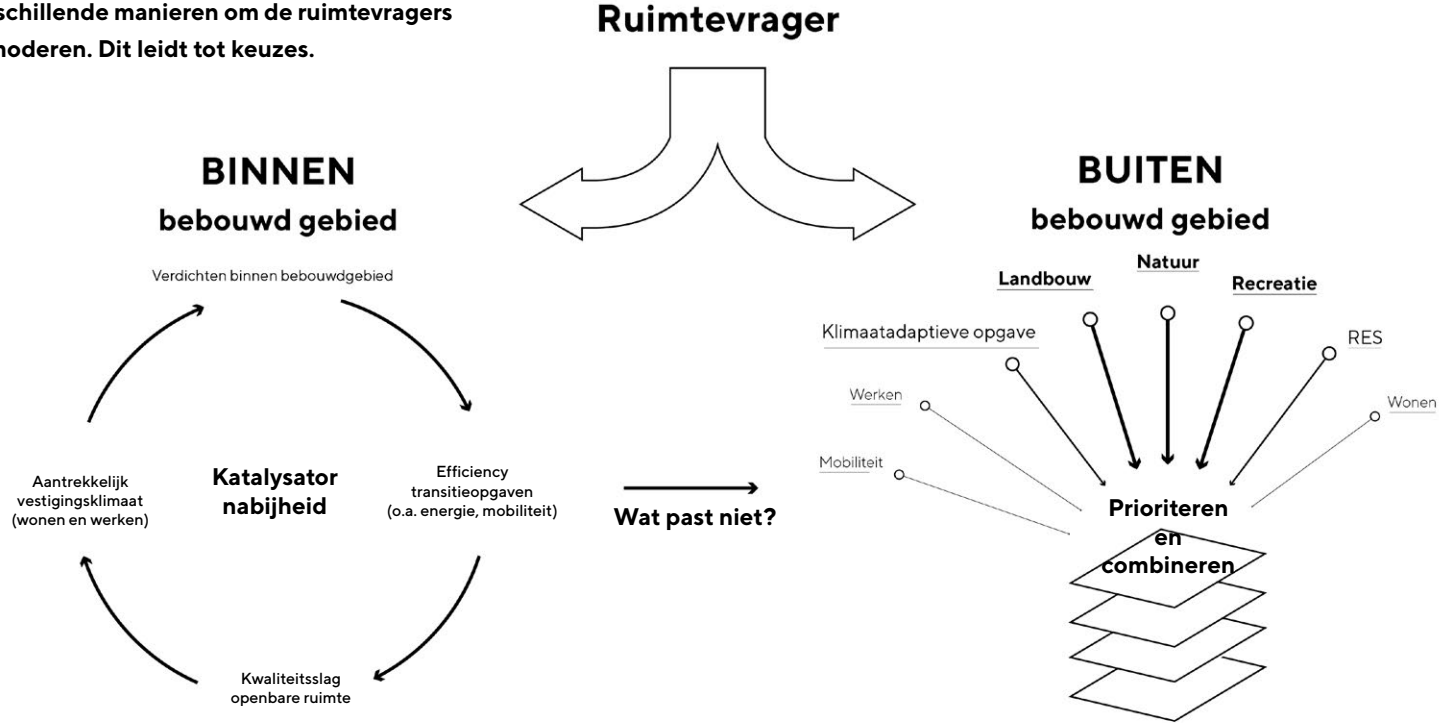 schillende manieren om de ruimtevragers
noderen. Dit leidt tot keuzes.
Ruimtevrager
BINNEN
bebouwd gebied
Verdichten binnen bebouwdgebied
Aantrekkelijk
vestigingsklimaat
(wonen en werken)
Katalysator
nabijheid
Efficiency
transitieopgaven
(o.a. energie, mobiliteit)
Kwaliteitsslag
openbare ruimte
Wat past niet?
BUITEN
bebouwd gebied
Natuur
Landbouw
Recreatie
Klimaatadaptieve opgave
RES
Werken
Wonen
Mobiliteit
Prioriteren
en
combineren